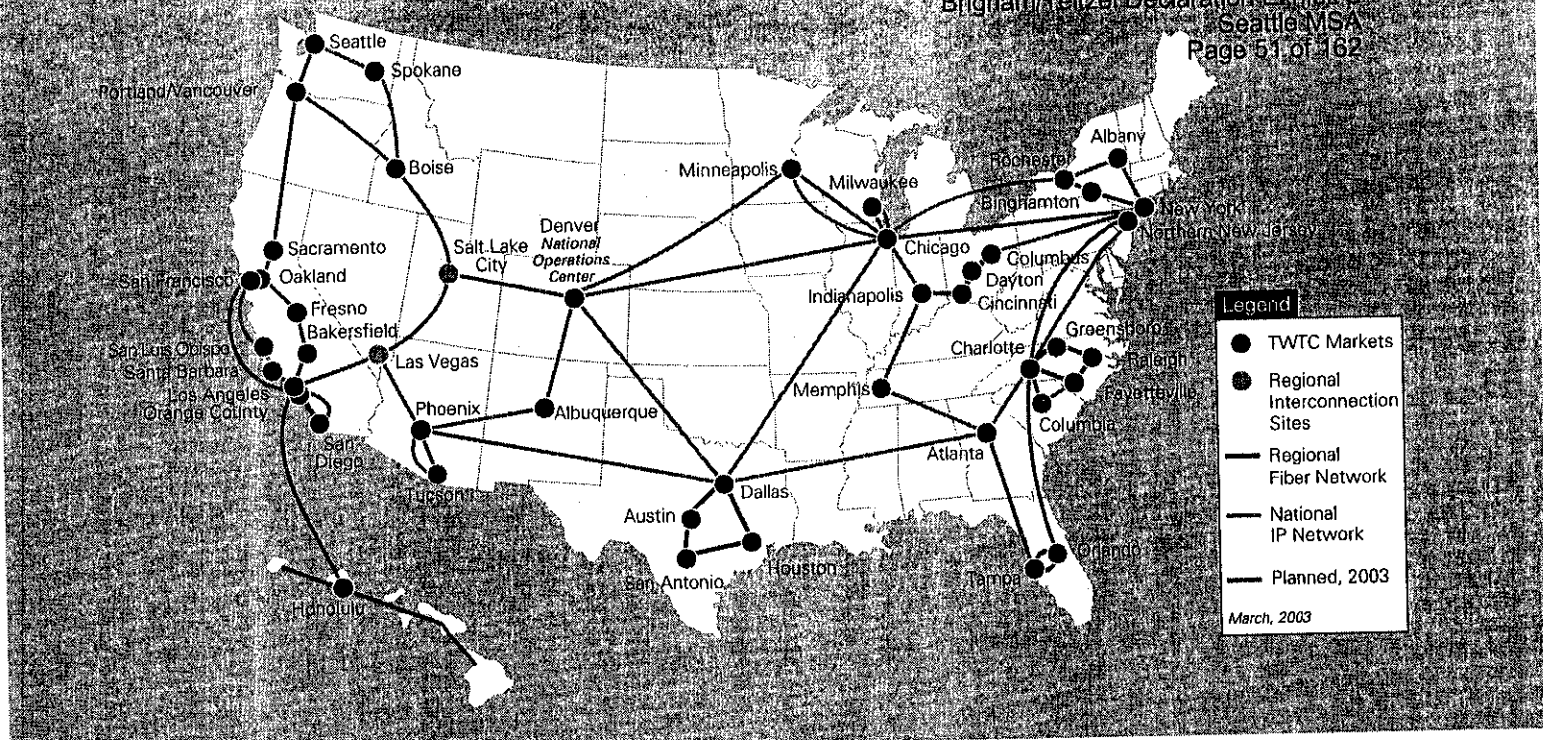 Seattle MSA
Page 51 of 162
Seattle
Spokane
Portland/Vancouver
Boise
Minneapolis
Milwaukee
Albany
Rochester
Binghamton
New York
Northern New Jersey
Sacramento
San Francisco
Oakland
Salt Lake
City
Denver
National
Operations
Center
Chicago
Columbus
Dayton
Indianapolis
Cincinnati
Fresno
Bakersfield
San Luis Obispo
Santa Barbara
Las Vegas
Los Angeles
Orange County
San
Diego
Phoenix
Albuquerque
Tucson
Memphis
Charlotte
Greensboro
Raleigh
Fayetteville
Columbia
Atlanta
Dallas
Austin
San Antonio
Houston
Tampa
Orlando
Honolulu
Legend
TWTC Markets
Regional
Interconnection
Sites
Regional
Fiber Network
National
IP Network
Planned, 2003
March, 2003